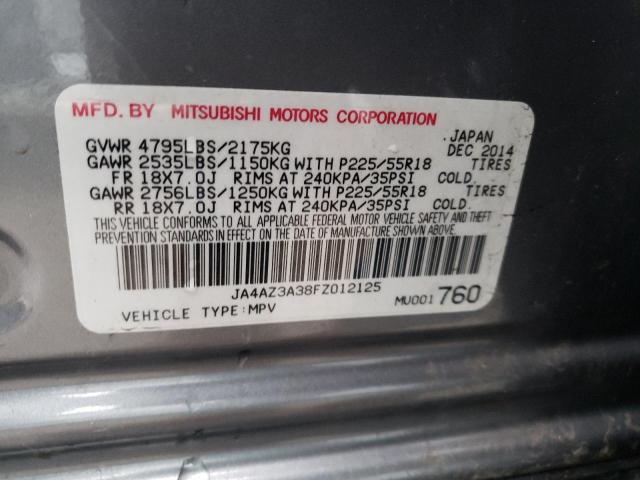 MFD. BY MITSUBISHI MOTORS CORPORATION
JAPAN
GVWR 4795LBS/2175KG DEC 2014
GAWR 2535LBS/1150KG WITH P225/55R18 TIRES
FR 18X7.0J RIMS AT 240KPA/35PSI COLD
GAWR 2756LBS/1250KG WITH P225/55R18 TIRES
RR 18X7.0J RIMS AT 240KPA/35PSI COLD.
THIS VEHICLE CONFORMS TO ALL APPLICABLE FEDERAL MOTOR VEHICLE SAFETY AND THEFT
PREVENTION STANDARDS IN EFFECT ON THE DATE OF MANUFACTURE SHOWN ABOVE.
JA4AZ3A38FZ012125
VEHICLE TYPE:MPV MU001 760